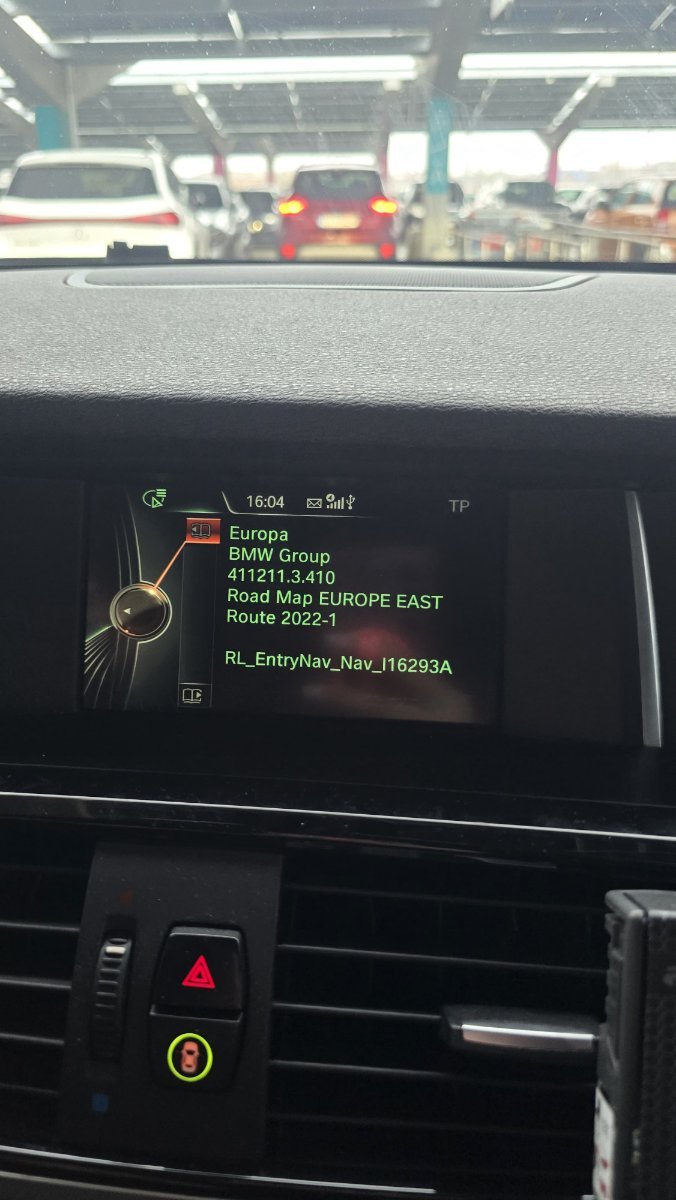 16:04
TP
Europa
BMW Group
411211.3.410
Road Map EUROPE EAST
Route 2022-1
RL_EntryNav_Nav_I16293A